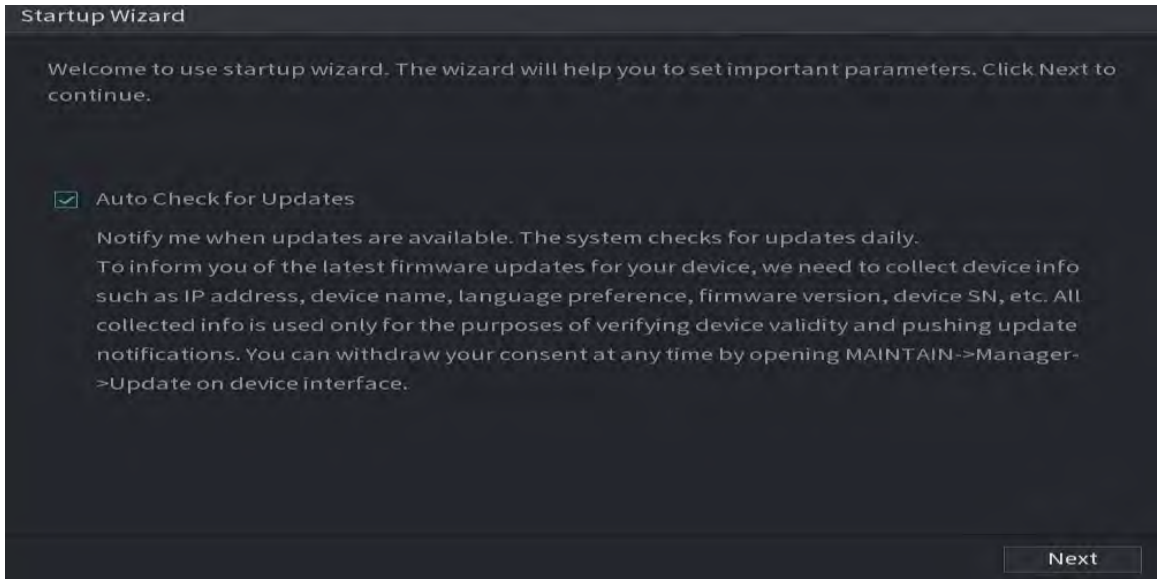 Startup Wizard
Welcome to use startup wizard. The wizard will help you to set important parameters. Click Next to
continue.
Auto Check for Updates
Notify me when updates are available. The system checks for updates daily.
To inform you of the latest firmware updates for your device, we need to collect device info
such as IP address, device name, language preference, firmware version, device SN, etc. All
collected info is used only for the purposes of verifying device validity and pushing update
notifications. You can withdraw your consent at any time by opening MAINTAIN->Manager-
>Update on device interface.
Next